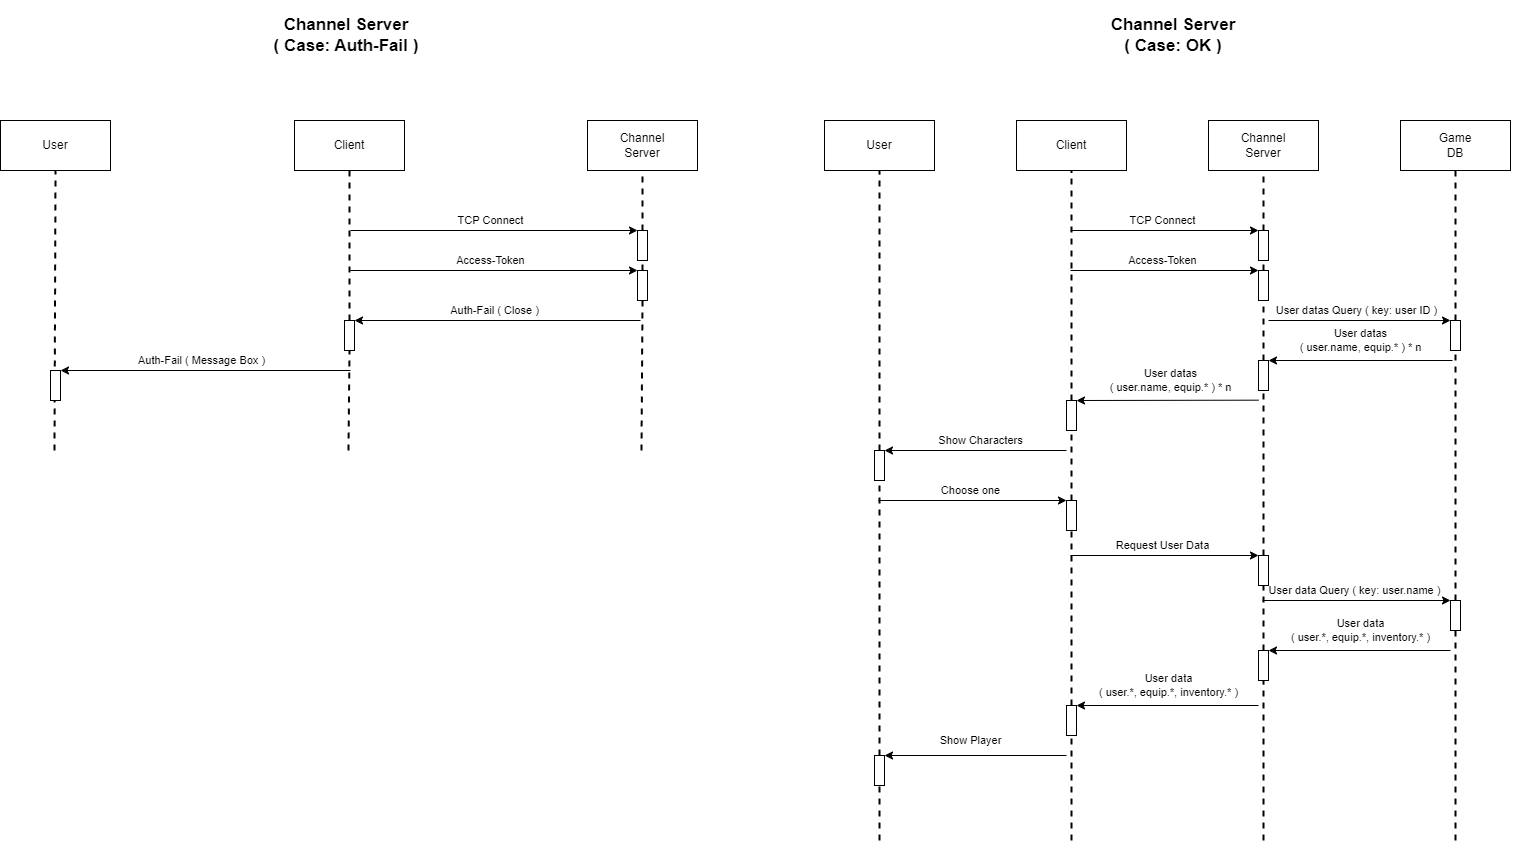 Channel Server
( Case: Auth-Fail )
User
Client
Channel
Server
TCP Connect
Access-Token
Auth-Fail ( Close )
Auth-Fail ( Message Box )
Channel Server
( Case: OK )
User
Client
Channel
Server
Game
DB
TCP Connect
Access-Token
User datas Query ( key: user ID )
User datas
( user.name, equip.* ) * n
User datas
( user.name, equip.* ) * n
Show Characters
Choose one
Request User Data
User data Query ( key: user.name )
User data
( user.*, equip.*, inventory.* )
User data
( user.*, equip.*, inventory.* )
Show Player